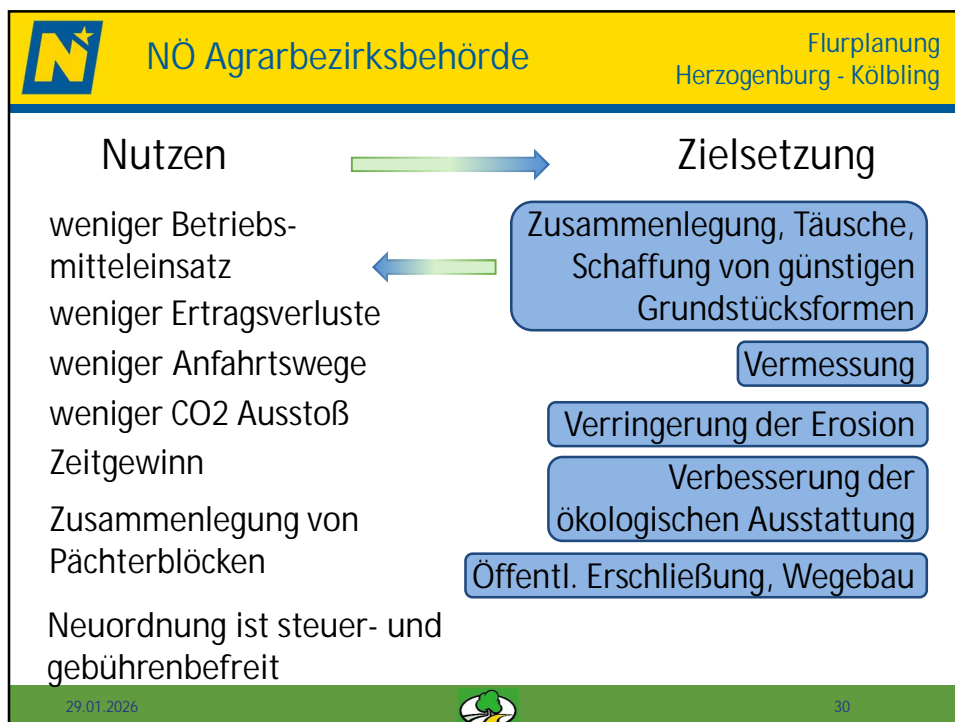 NÖ Agrarbezirksbehörde
Flurplanung
Herzogenburg - Kölbling
Nutzen
Zielsetzung
weniger Betriebs-
mitteleinsatz
weniger Ertragsverluste
weniger Anfahrtswege
weniger CO2 Ausstoß
Zeitgewinn
Zusammenlegung von
Pächterblöcken
Neuordnung ist steuer- und
gebührenbefreit
Zusammenlegung, Täusche,
Schaffung von günstigen
Grundstücksformen
Vermessung
Verringerung der Erosion
Verbesserung der
ökologischen Ausstattung
Öffentl. Erschließung, Wegebau
29.01.2026
30